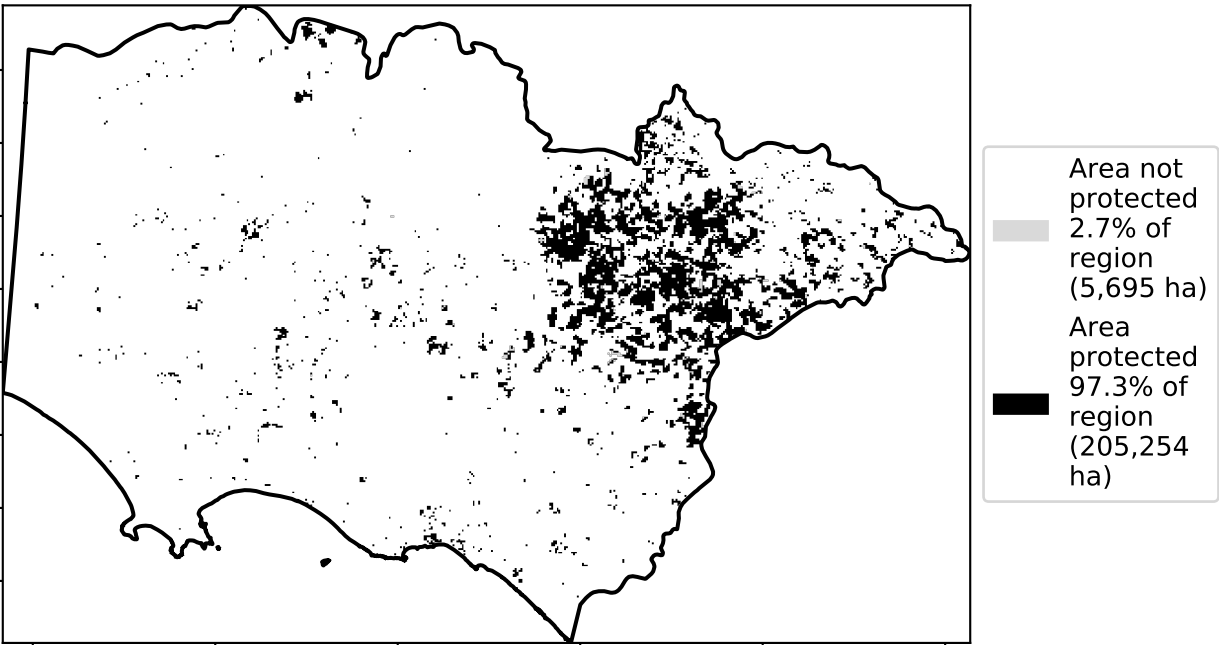 Area not
protected
2.7% of
region
(5,695 ha)
Area
protected
97.3% of
region
(205,254
ha)